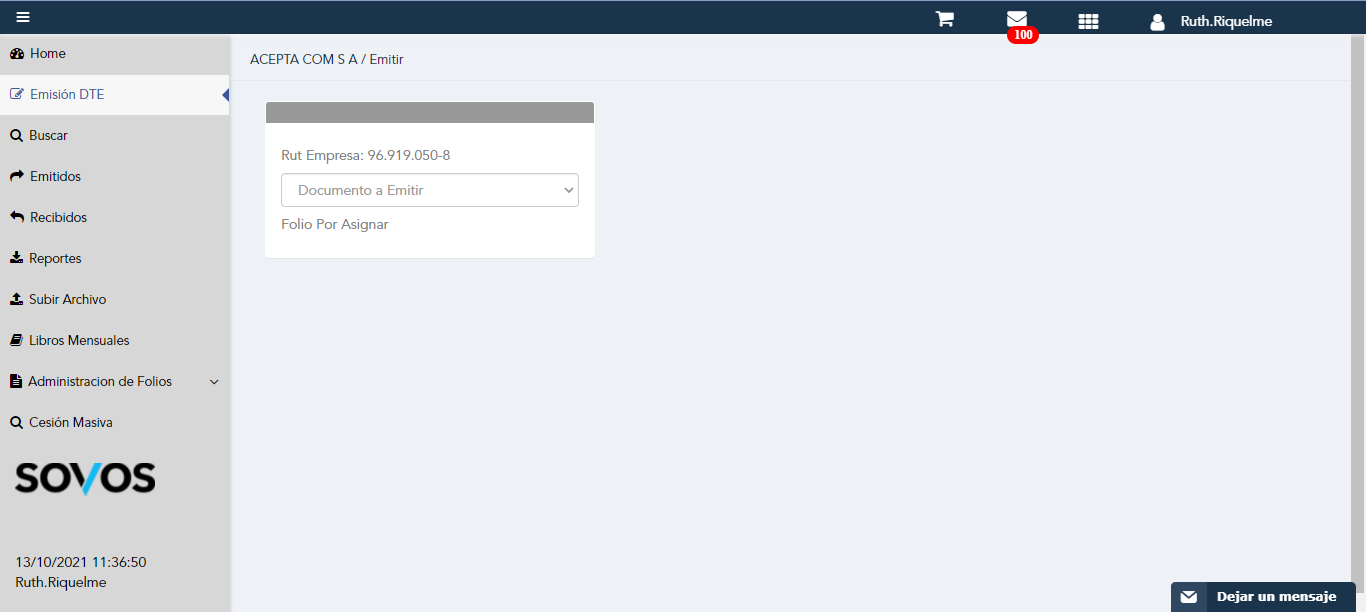 100
Ruth.Riquelme
Home
Emisión DTE
Buscar
Emitidos
Recibidos
Reportes
Subir Archivo
Libros Mensuales
Administracion de Folios
Cesión Masiva
SOVOS
13/10/2021 11:36:50
Ruth.Riquelme
ACEPTA COM S A / Emitir
Rut Empresa: 96.919.050-8
Documento a Emitir
Folio Por Asignar
Dejar un mensaje